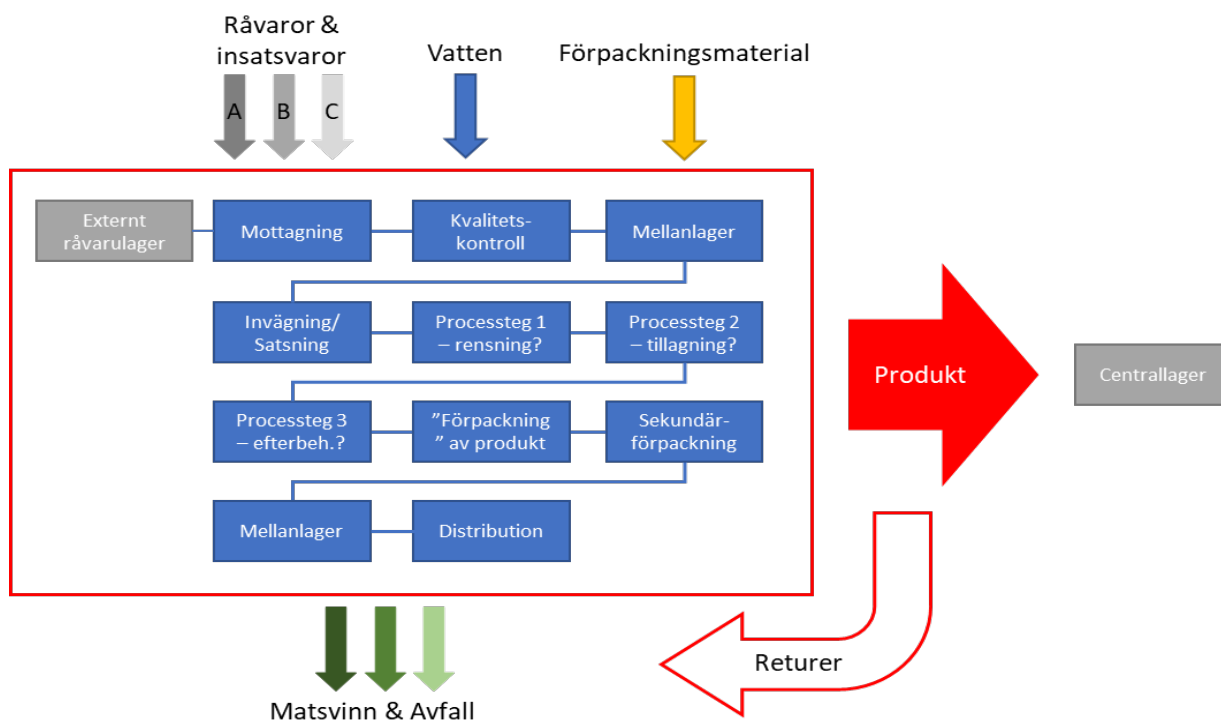 Råvaror &
insatsvaror
Vatten
Förpackningsmaterial
A
B
C
Externt
råvarulager
Mottagning
Kvalitets-
kontroll
Mellanlager
Invägning/
Satsning
Processteg 1
– rensning?
Processteg 2
– tillagning?
Produkt
Centrallager
Processteg 3
– efterbeh.?
”Förpackning
” av produkt
Sekundär-
förpackning
Mellanlager
Distribution
Returer
Matsvinn & Avfall